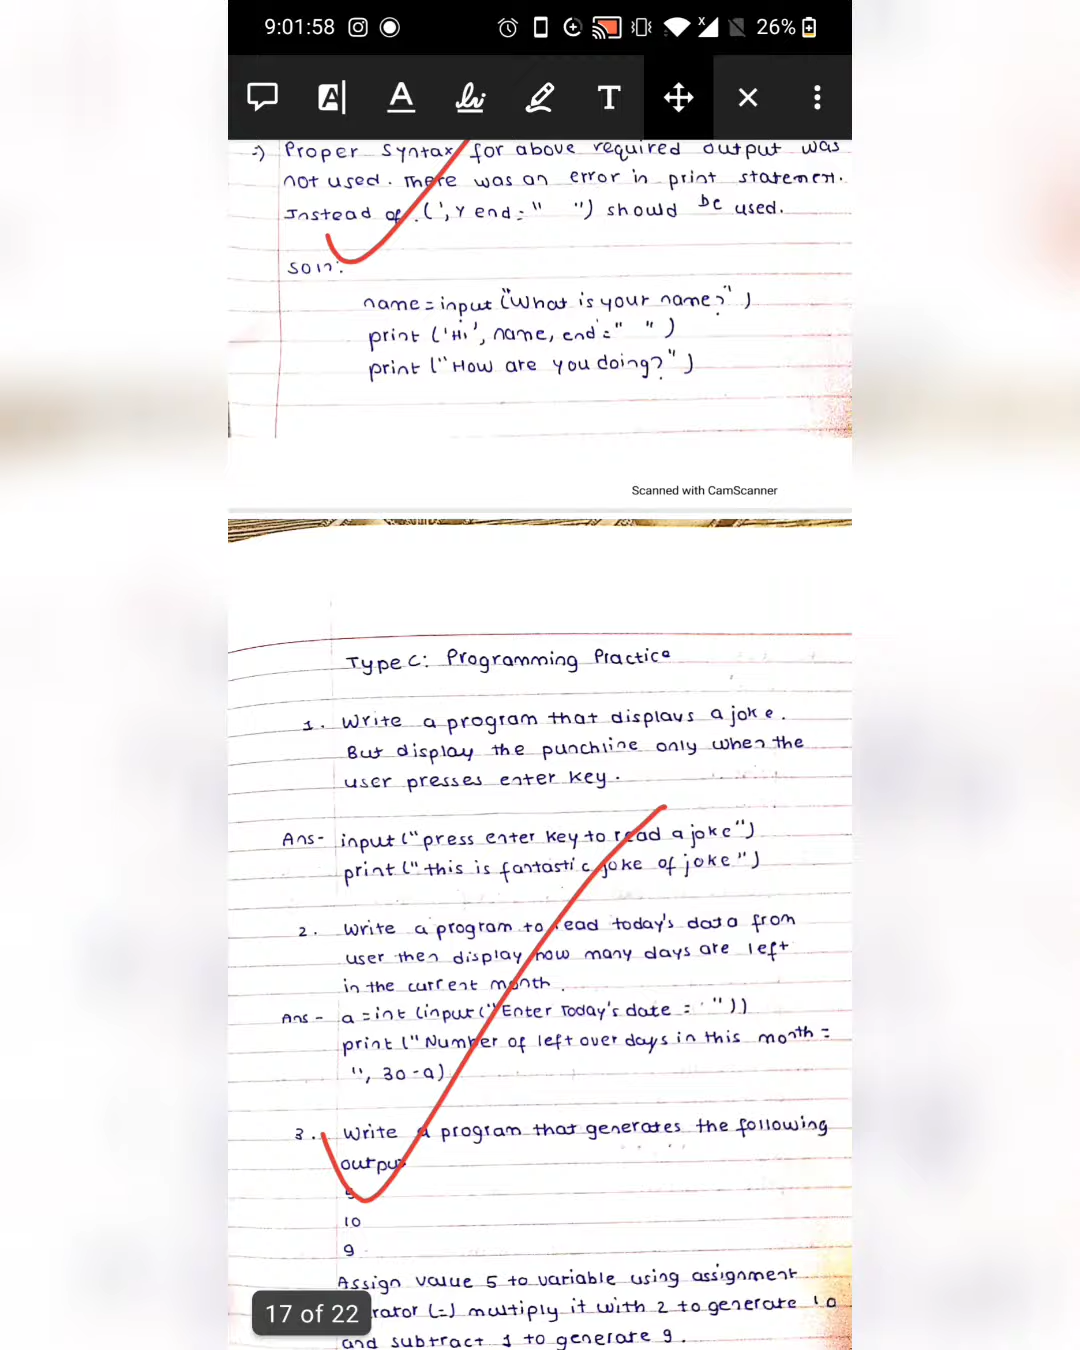 9:01:58 26%
A A T
:) Proper syntax for above required output was
not used. There was an error in print statement.
Instead of (', Y end=" ") should be used.
Soln:
name = input ("What is your name?")
print ('Hi', name, end=" ")
print ("How are you doing?")
Scanned with CamScanner
Type C: Programming Practice
1. Write a program that displays a joke.
But display the punchline only when the
user presses enter key.
Ans- input ("press enter key to read a joke")
print ("this is fantastic joke of joke")
2. Write a program to read today's data from
user then display how many days are left
in the current month.
Ans - a = int (input ("Enter Today's date = "))
print ("Number of left over days in this month =
", 30-a)
3. Write a program that generates the following
output
5
10
9
Assign value 5 to variable using assignment
17 of 22 rator (=) multiply it with 2 to generate 10
and subtract 1 to generate 9.